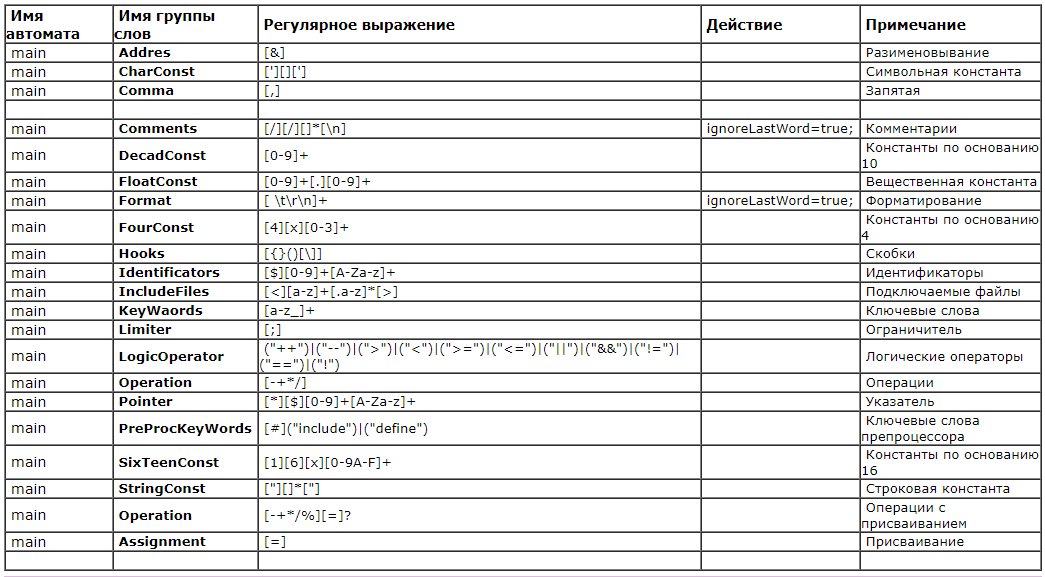 Имя автомата Имя группы слов Регулярное выражение Действие Примечание
main Addres [&] Разименовывание
main CharConst ['][]['] Символьная константа
main Comma [,] Запятая
main Comments [/][/][]*[\n] ignoreLastWord=true; Комментарии
main DecadConst [0-9]+ Константы по основанию 10
main FloatConst [0-9]+[.][0-9]+ Вещественная константа
main Format [ \t\r\n]+ ignoreLastWord=true; Форматирование
main FourConst [4][x][0-3]+ Константы по основанию 4
main Hooks [{}()[\]] Скобки
main Identificators [$][0-9]+[A-Za-z]+ Идентификаторы
main IncludeFiles [<][a-z]+[.a-z]*[>] Подключаемые файлы
main KeyWaords [a-z_]+ Ключевые слова
main Limiter [;] Ограничитель
main LogicOperator ("++")|("--")|(">")|("<")|(">=")|("<=")|("||")|("&&")|("!=")|("==")|("!") Логические операторы
main Operation [-+*/] Операции
main Pointer [*][$][0-9]+[A-Za-z]+ Указатель
main PreProcKeyWords [#]("include")|("define") Ключевые слова препроцессора
main SixTeenConst [1][6][x][0-9A-F]+ Константы по основанию 16
main StringConst ["][]*["] Строковая константа
main Operation [-+*/%][=]? Операции с присваиванием
main Assignment [=] Присваивание